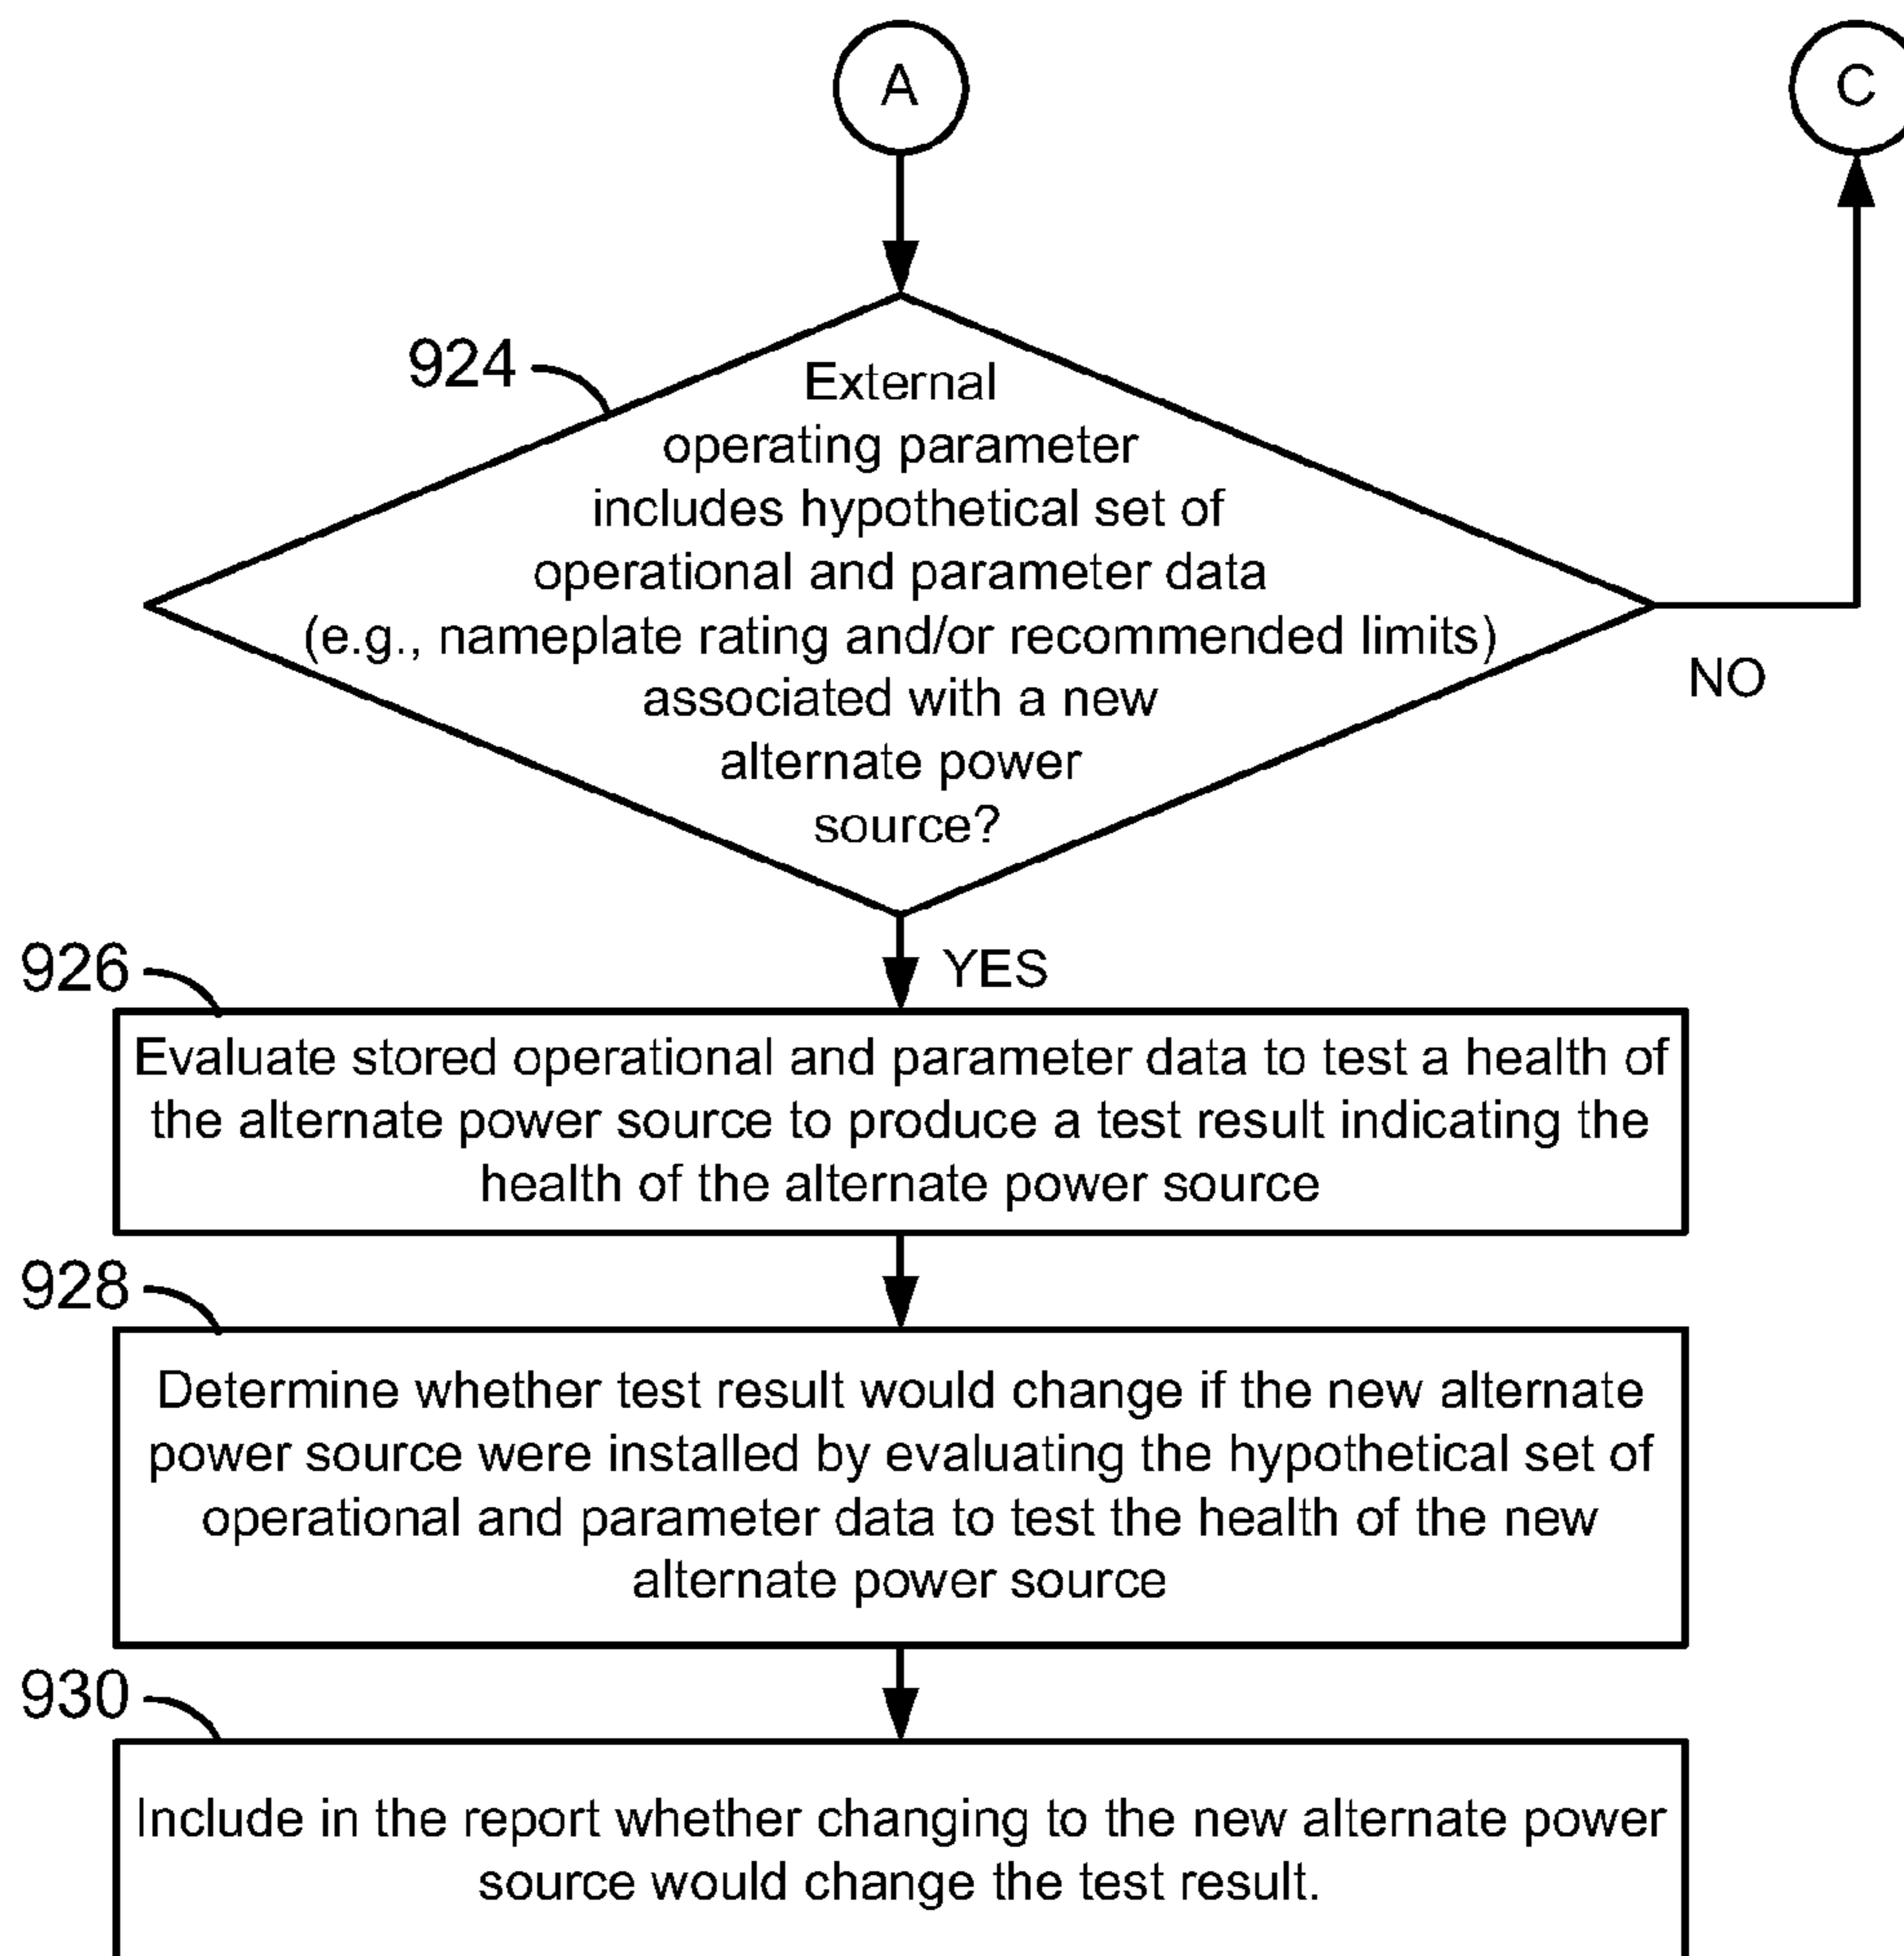 A
C
924
External
operating parameter
includes hypothetical set of
operational and parameter data
(e.g., nameplate rating and/or recommended limits)
associated with a new
alternate power
source?
NO
YES
926
Evaluate stored operational and parameter data to test a health of
the alternate power source to produce a test result indicating the
health of the alternate power source
928
Determine whether test result would change if the new alternate
power source were installed by evaluating the hypothetical set of
operational and parameter data to test the health of the new
alternate power source
930
Include in the report whether changing to the new alternate power
source would change the test result.